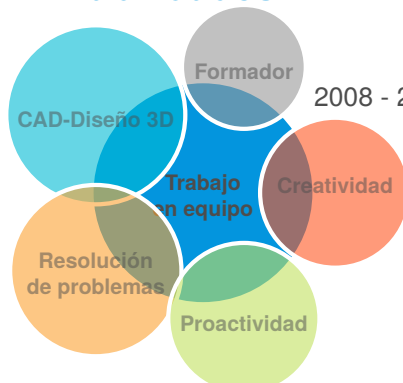 Formador
2008 - 2
CAD-Diseño 3D
Trabajo
en equipo
Creatividad
Resolución
de problemas
Proactividad